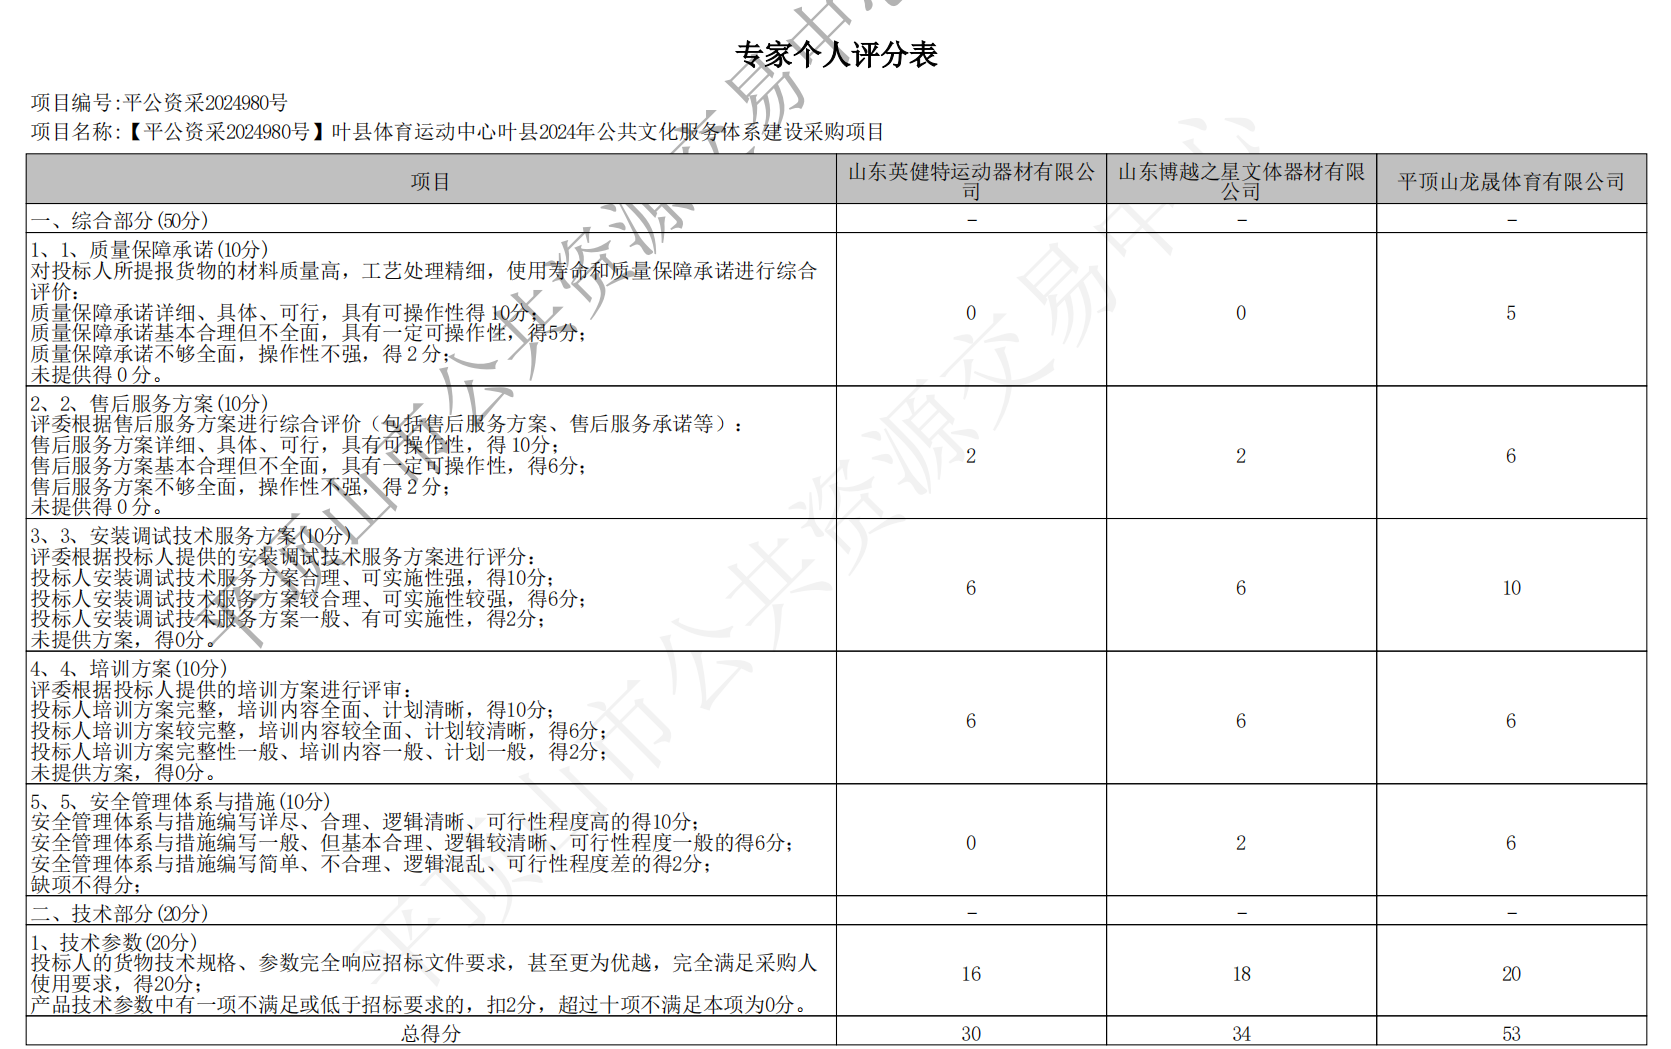 专家个人评分表
项目编号:平公资采2024980号
项目名称:【平公资采2024980号】叶县体育运动中心叶县2024年公共文化服务体系建设采购项目
项目
山东英健特运动器材有限公
司
山东博越之星文体器材有限
公司
平顶山龙晟体育有限公司
一、综合部分(50分)
-
-
-
1、1、质量保障承诺(10分)
对投标人所提报货物的材料质量高，工艺处理精细，使用寿命和质量保障承诺进行综合
评价：
质量保障承诺详细、具体、可行，具有可操作性得 10分；
质量保障承诺基本合理但不全面，具有一定可操作性，得5分；
质量保障承诺不够全面，操作性不强，得 2 分；
未提供得 0 分。
0
0
5
2、2、售后服务方案(10分)
评委根据售后服务方案进行综合评价（包括售后服务方案、售后服务承诺等）：
售后服务方案详细、具体、可行，具有可操作性，得 10分；
售后服务方案基本合理但不全面，具有一定可操作性，得6分；
售后服务方案不够全面，操作性不强，得 2 分；
未提供得 0 分。
2
2
6
3、3、安装调试技术服务方案(10分)
评委根据投标人提供的安装调试技术服务方案进行评分：
投标人安装调试技术服务方案合理、可实施性强，得10分；
投标人安装调试技术服务方案较合理、可实施性较强，得6分；
投标人安装调试技术服务方案一般、有可实施性，得2分；
未提供方案，得0分。
6
6
10
4、4、培训方案(10分)
评委根据投标人提供的培训方案进行评审：
投标人培训方案完整，培训内容全面、计划清晰，得10分；
投标人培训方案较完整，培训内容较全面、计划较清晰，得6分；
投标人培训方案完整性一般、培训内容一般、计划一般，得2分；
未提供方案，得0分。
6
6
6
5、5、安全管理体系与措施(10分)
安全管理体系与措施编写详尽、合理、逻辑清晰、可行性程度高的得10分；
安全管理体系与措施编写一般、但基本合理、逻辑较清晰、可行性程度一般的得6分；
安全管理体系与措施编写简单、不合理、逻辑混乱、可行性程度差的得2分；
缺项不得分；
0
2
6
二、技术部分(20分)
-
-
-
1、技术参数(20分)
投标人的货物技术规格、参数完全响应招标文件要求，甚至更为优越，完全满足采购人
使用要求，得20分；
产品技术参数中有一项不满足或低于招标要求的，扣2分，超过十项不满足本项为0分。
16
18
20
总得分
30
34
53
平顶山市公共资源交易中心
平顶山市公共资源交易中心